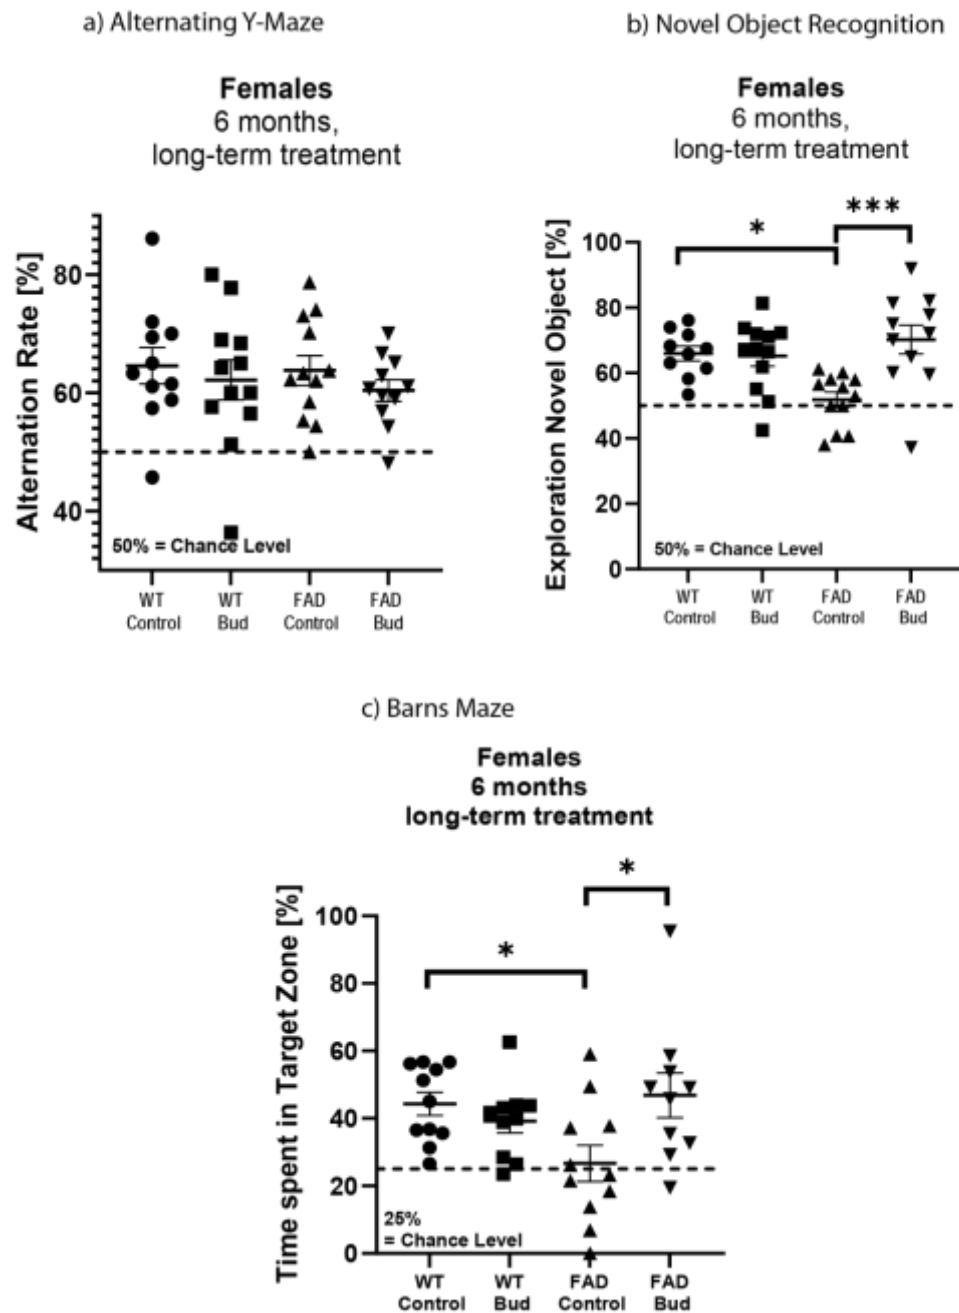 a) Alternating Y-Maze
Females
6 months,
long-term treatment
Alternation Rate [%]
80
60
40
50% = Chance Level
WT
Control
WT
Bud
FAD
Control
FAD
Bud
b) Novel Object Recognition
Females
6 months,
long-term treatment
Exploration Novel Object [%]
*
***
100
80
60
40
20
0
50% = Chance Level
WT
Control
WT
Bud
FAD
Control
FAD
Bud
c) Barns Maze
Females
6 months
long-term treatment
Time spent in Target Zone [%]
*
*
100
80
60
40
20
0
25%
= Chance Level
WT
Control
WT
Bud
FAD
Control
FAD
Bud